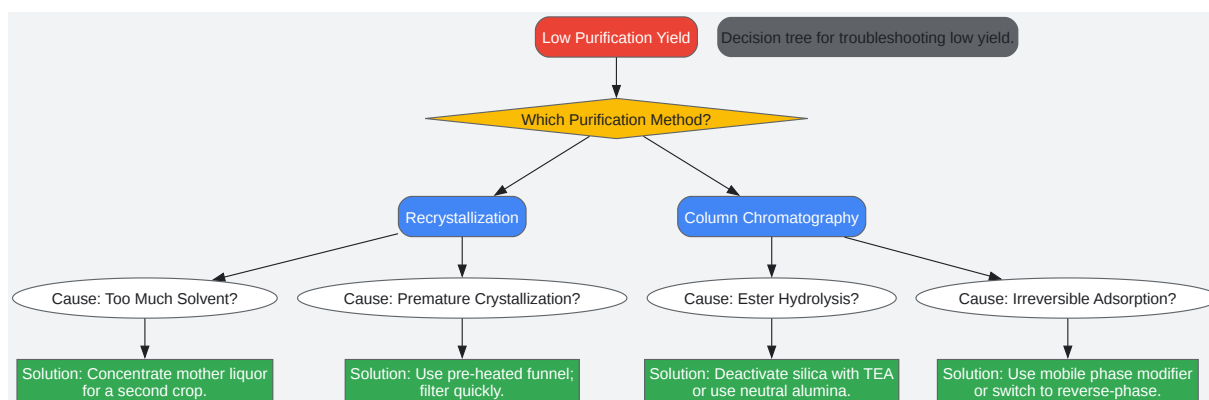 Low Purification Yield
Decision tree for troubleshooting low yield.
Which Purification Method?
Recrystallization
Column Chromatography
Cause: Too Much Solvent?
Cause: Premature Crystallization?
Cause: Ester Hydrolysis?
Cause: Irreversible Adsorption?
Solution: Concentrate mother liquor
for a second crop.
Solution: Use pre-heated funnel;
filter quickly.
Solution: Deactivate silica with TEA
or use neutral alumina.
Solution: Use mobile phase modifier
or switch to reverse-phase.